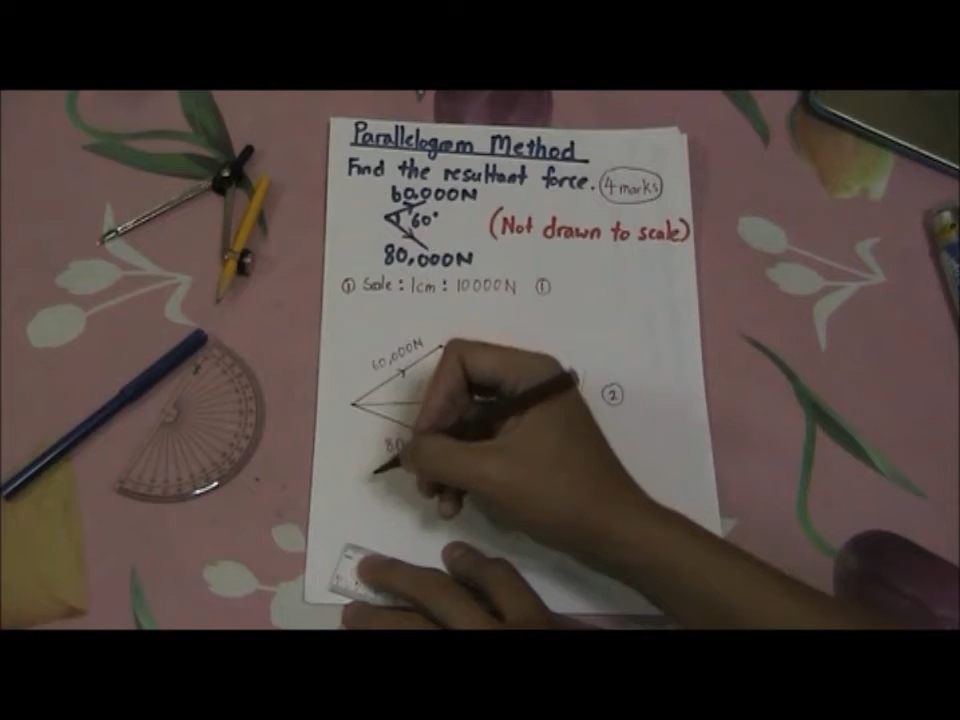 Parallelogram Method
Find the resultant force. 4 marks
60,000N
60°
(Not drawn to scale)
80,000N
① Scale : 1cm : 10000N ①
60,000N
②
80